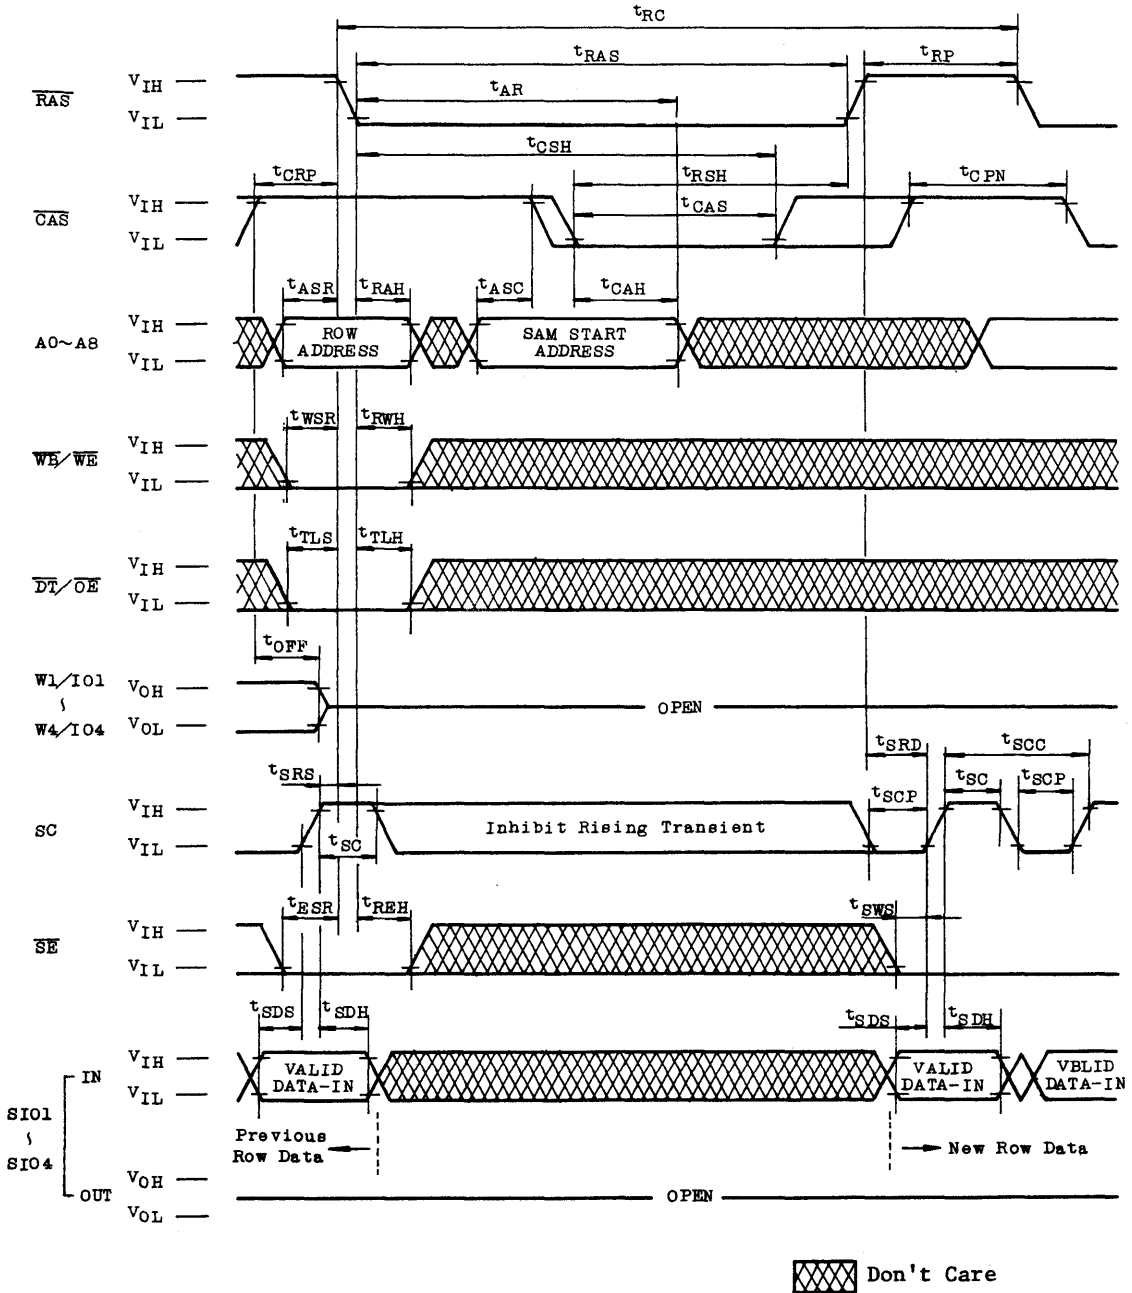 tRC
tRAS tRP
RAS VIH
tAR
VIL
tCSH
tCRP tRSH tCPN
CAS VIH
tCAS
VIL
tASR tRAH tASC tCAH
A0~A8 VIH
VIL
ROW ADDRESS
SAM START ADDRESS
tWSR tRWH
WB/WE VIH
VIL
tTLS tTLH
DT/OE VIH
VIL
tOFF
W1/IO1
~
W4/IO4
VOH
VOL
OPEN
tSRD tSCC
tSRS tSCP tSC tSCP
SC VIH
VIL
tSC
Inhibit Rising Transient
tESR tREH tSWS
SE VIH
VIL
tSDS tSDH tSDS tSDH
IN VIH
VIL
VALID DATA-IN
VALID DATA-IN
VBLID DATA-IN
SIO1
~
SIO4
Previous Row Data
New Row Data
OUT VOH
VOL
OPEN
Don't Care